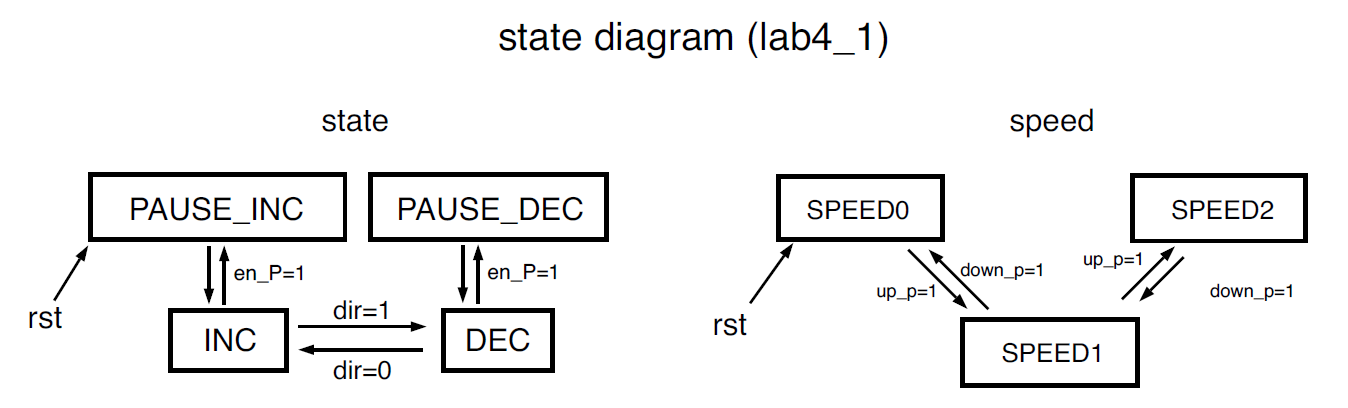 state diagram (lab4_1)
state
PAUSE_INC
PAUSE_DEC
en_P=1
en_P=1
rst
INC
dir=1
DEC
dir=0
speed
SPEED0
SPEED2
down_p=1
up_p=1
up_p=1
down_p=1
rst
SPEED1